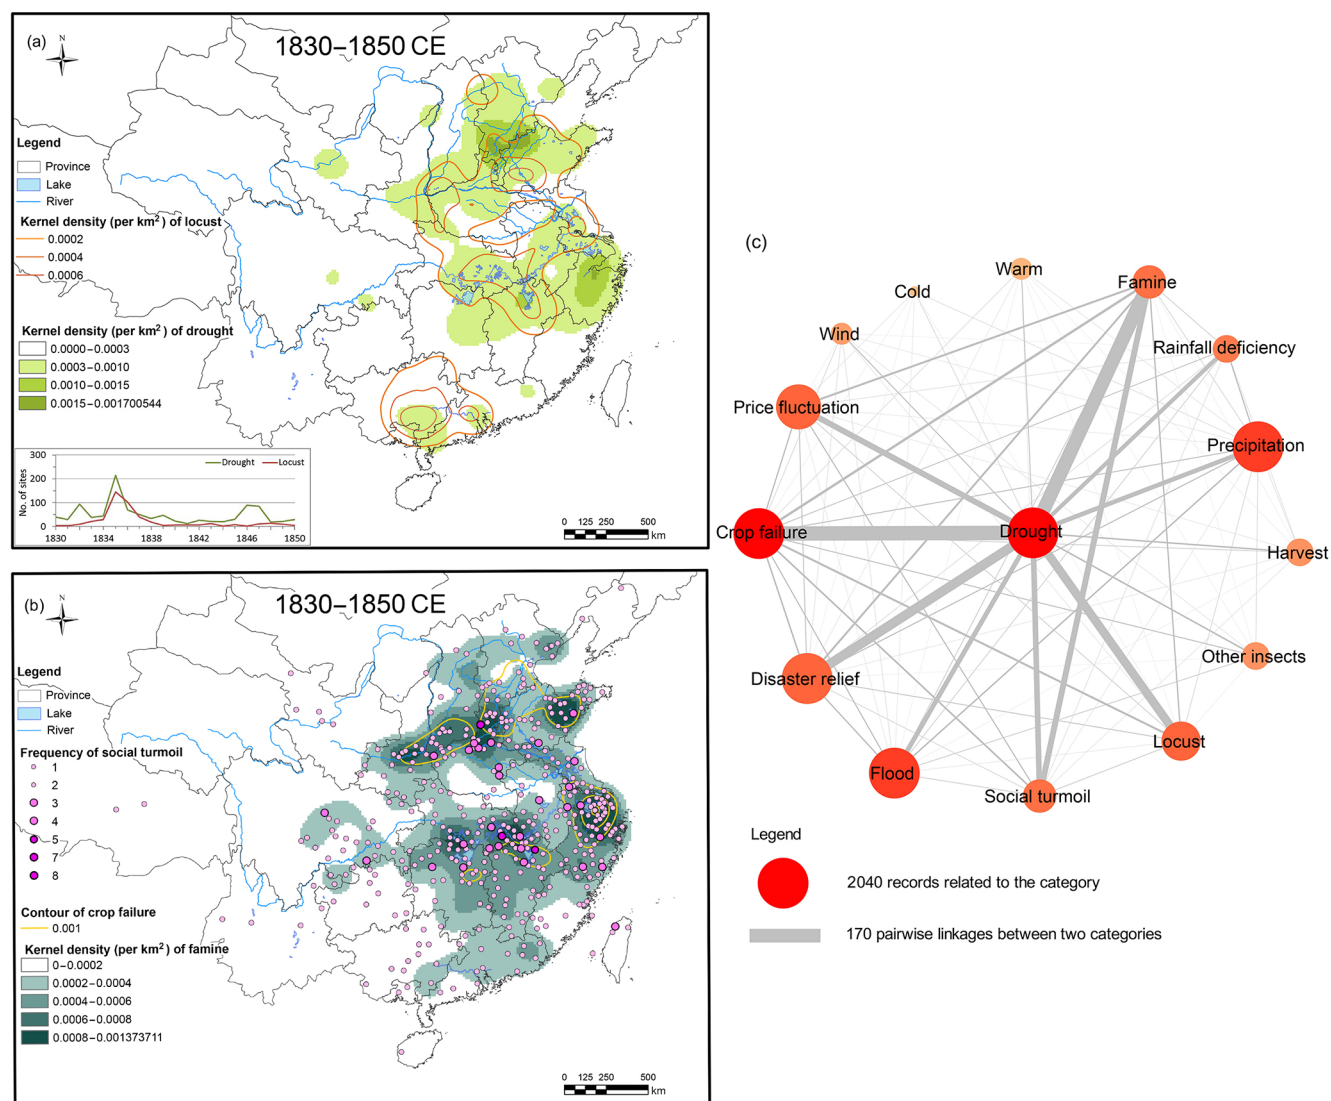 (a)
N
1830–1850 CE
Legend
Province
Lake
River
Kernel density (per km2) of locust
0.0002
0.0004
0.0006
Kernel density (per km2) of drought
0.0000–0.0003
0.0003–0.0010
0.0010–0.0015
0.0015–0.001700544
No. of sites
300
200
100
0
Drought
Locust
1830 1834 1838 1842 1846 1850
0 125 250 500
km
(b)
N
1830–1850 CE
Legend
Province
Lake
River
Frequency of social turmoil
1
2
3
4
5
7
8
Contour of crop failure
0.001
Kernel density (per km2) of famine
0–0.0002
0.0002–0.0004
0.0004–0.0006
0.0006–0.0008
0.0008–0.001373711
0 125 250 500
km
(c)
Warm
Famine
Cold
Wind
Rainfall deficiency
Price fluctuation
Precipitation
Crop failure
Drought
Harvest
Other insects
Disaster relief
Locust
Flood
Social turmoil
Legend
2040 records related to the category
170 pairwise linkages between two categories